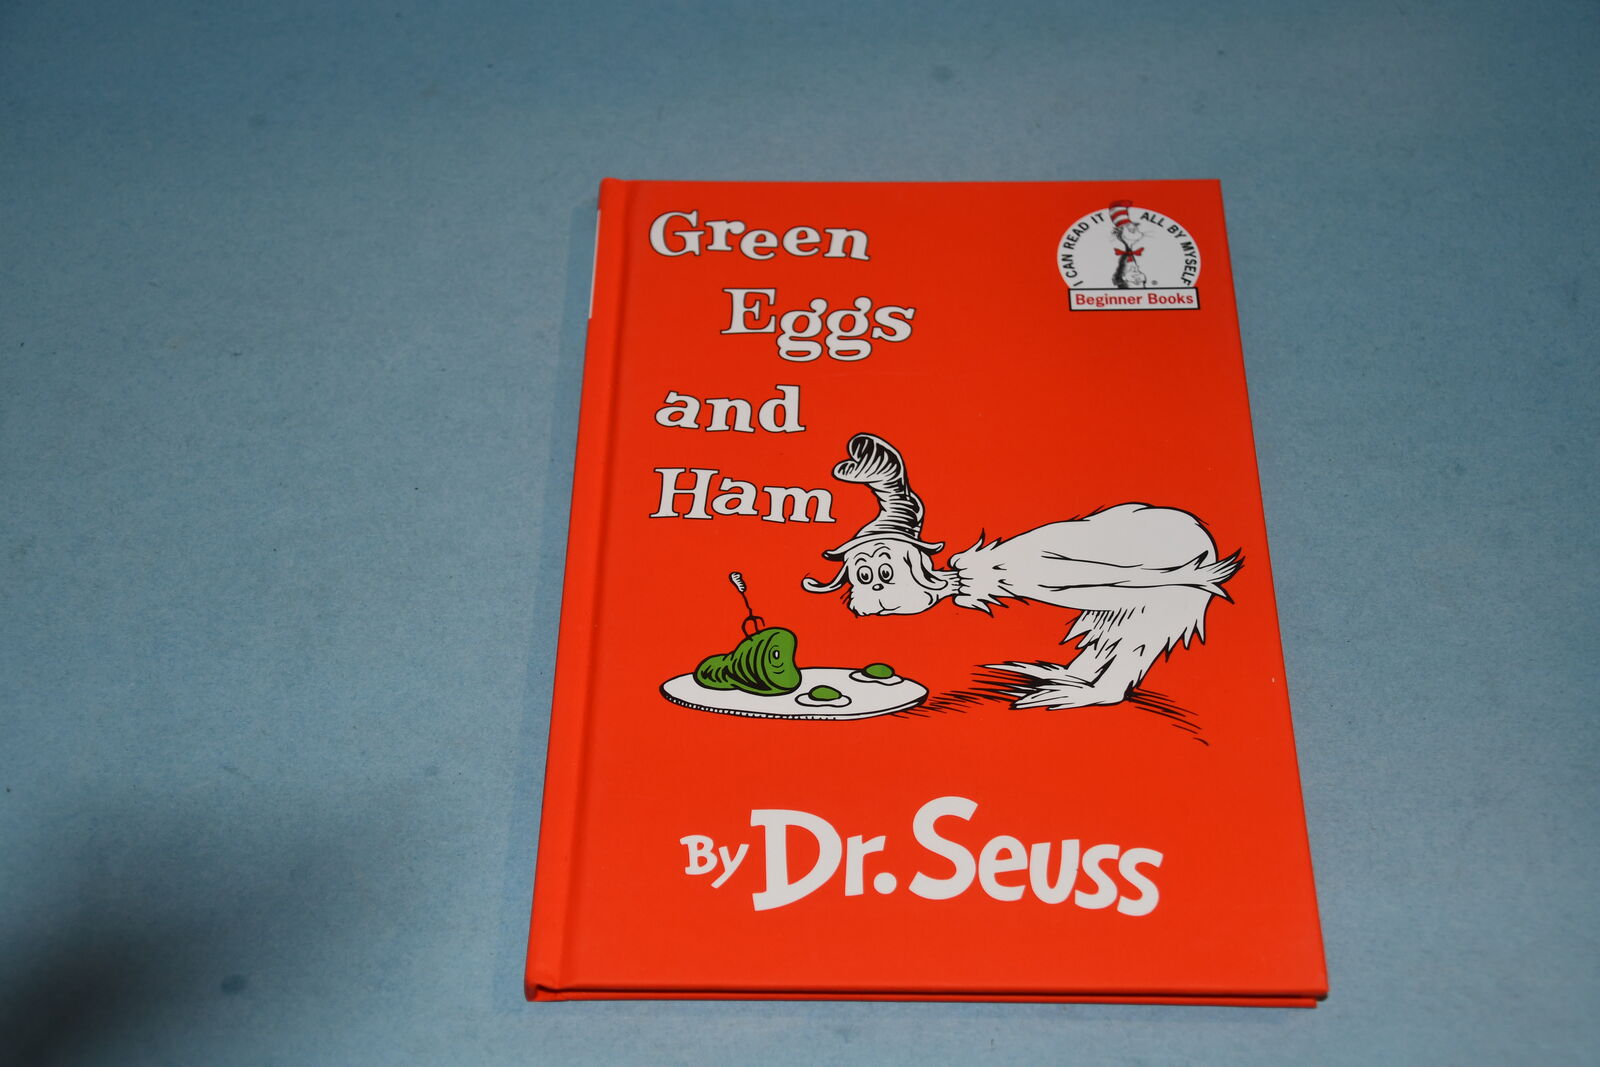 Green
Eggs
and
Ham
I CAN READ IT ALL BY MYSELF
Beginner Books
By Dr. Seuss